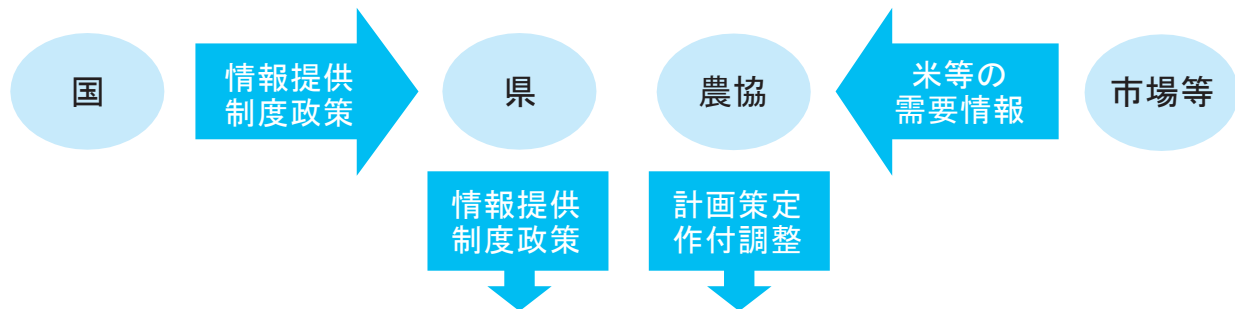 国
情報提供
制度政策
県
農協
米等の
需要情報
市場等
情報提供
制度政策
計画策定
作付調整